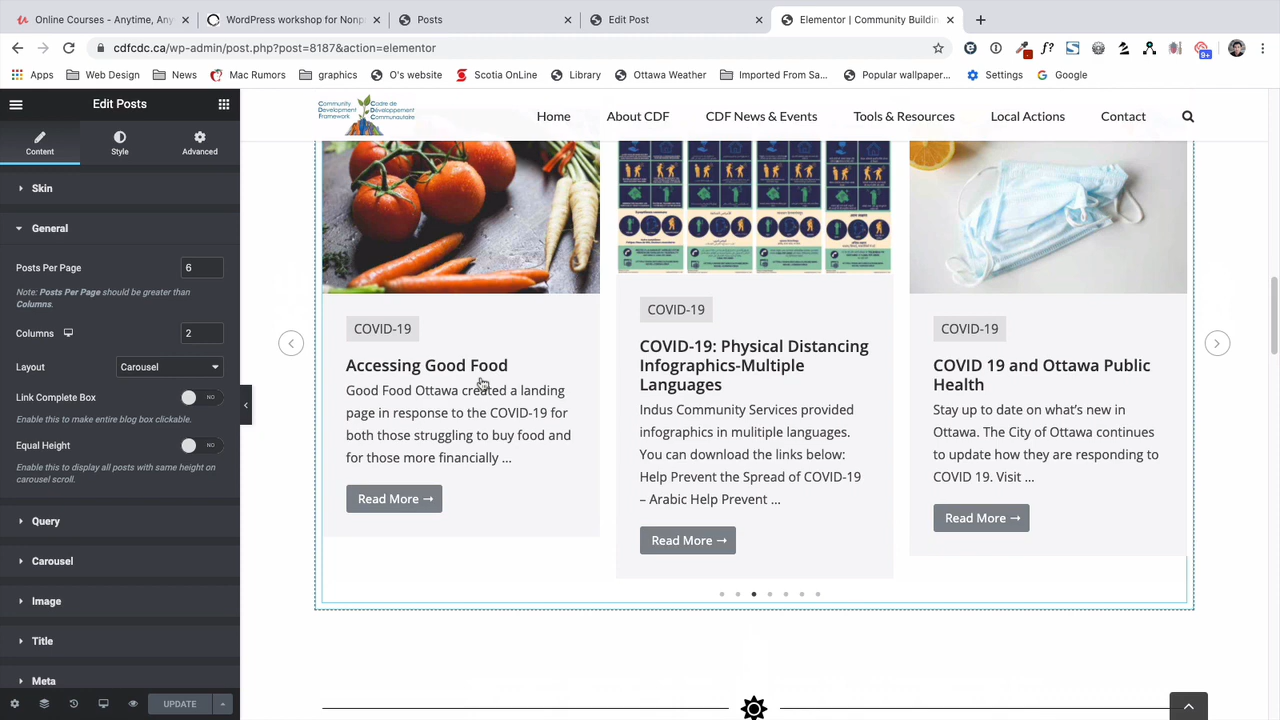 Online Courses - Anytime, Any
WordPress workshop for Nonp
Posts
Edit Post
Elementor | Community Buildin
cdfcdc.ca/wp-admin/post.php?post=8187&action=elementor
Apps
Web Design
News
Mac Rumors
graphics
O's website
Scotia OnLine
Library
Ottawa Weather
Imported From Sa...
Popular wallpaper...
Settings
Google
Edit Posts
Content
Style
Advanced
Skin
General
Posts Per Page
6
Note: Posts Per Page should be greater than
Columns.
Columns
2
Layout
Carousel
Link Complete Box
NO
Enable this to make entire blog box clickable.
Equal Height
NO
Enable this to display all posts with same height on
carousel scroll.
Query
Carousel
Image
Title
Meta
UPDATE
Community
Development
Framework
Cadre de
Développement
Communautaire
Home
About CDF
CDF News & Events
Tools & Resources
Local Actions
Contact
COVID-19
Accessing Good Food
Good Food Ottawa created a landing
page in response to the COVID-19 for
both those struggling to buy food and
for those more financially ...
Read More →
COVID-19
COVID-19: Physical Distancing
Infographics-Multiple
Languages
Indus Community Services provided
infographics in mulitiple languages.
You can download the links below:
Help Prevent the Spread of COVID-19
– Arabic Help Prevent ...
Read More →
COVID-19
COVID 19 and Ottawa Public
Health
Stay up to date on what's new in
Ottawa. The City of Ottawa continues
to update how they are responding to
COVID 19. Visit ...
Read More →